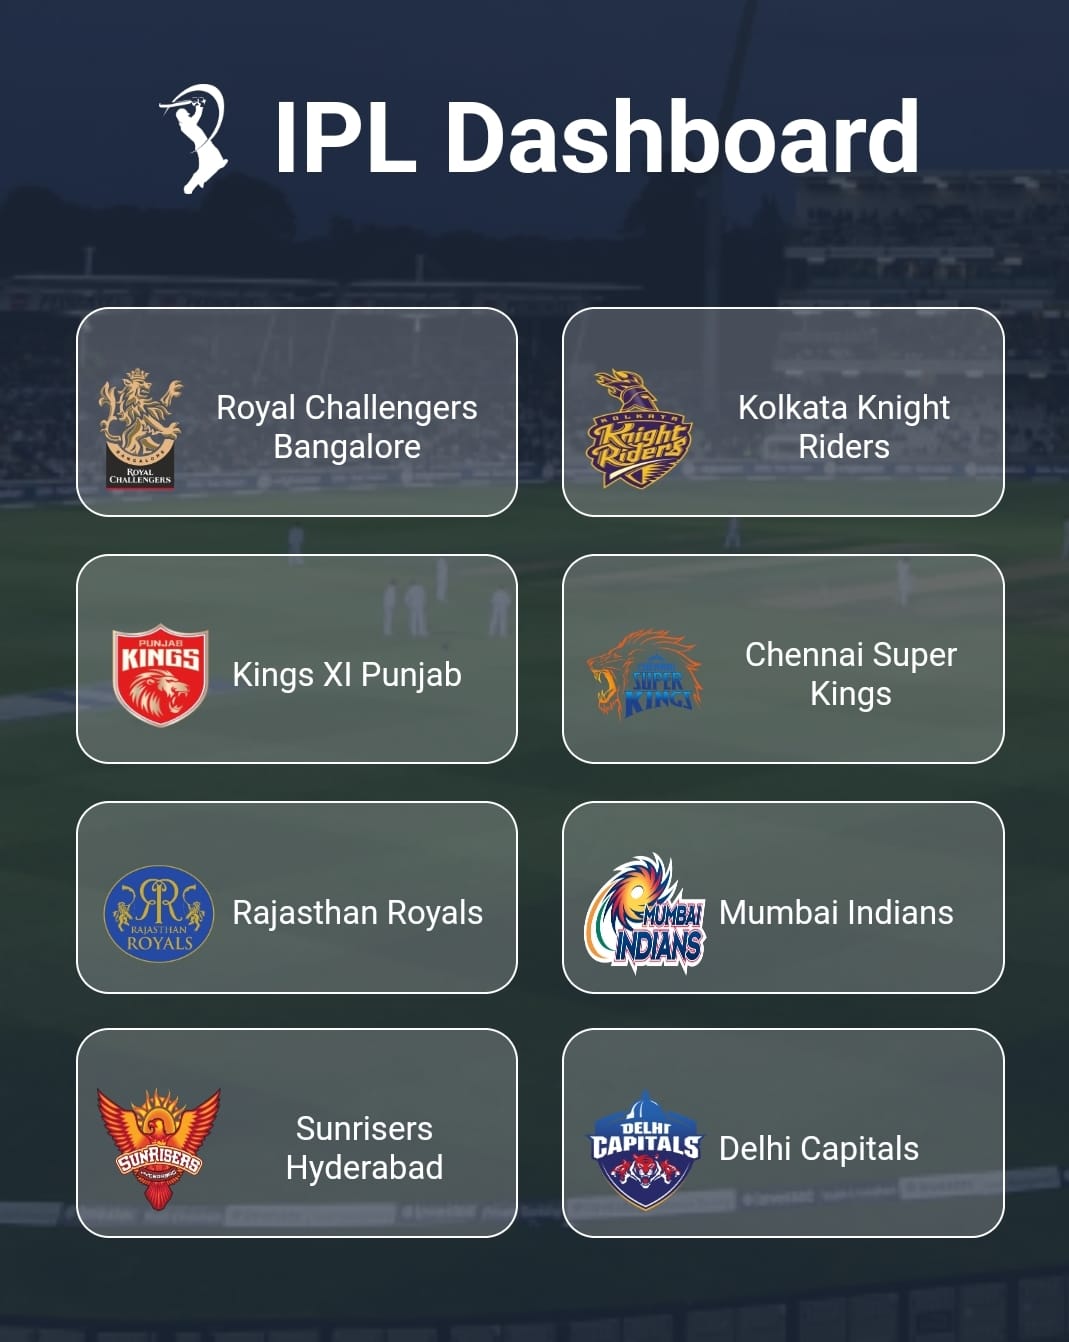 IPL Dashboard
BANGALORE
ROYAL
CHALLENGERS
Royal Challengers
Bangalore
KOLKATA
Knight
Riders
Kolkata Knight
Riders
PUNJAB
KINGS
Kings XI Punjab
CHENNAI
SUPER
KINGS
Chennai Super
Kings
RAJASTHAN
ROYALS
Rajasthan Royals
MUMBAI
INDIANS
Mumbai Indians
SUNRISERS
HYDERABAD
Sunrisers
Hyderabad
DELHI
CAPITALS
Delhi Capitals